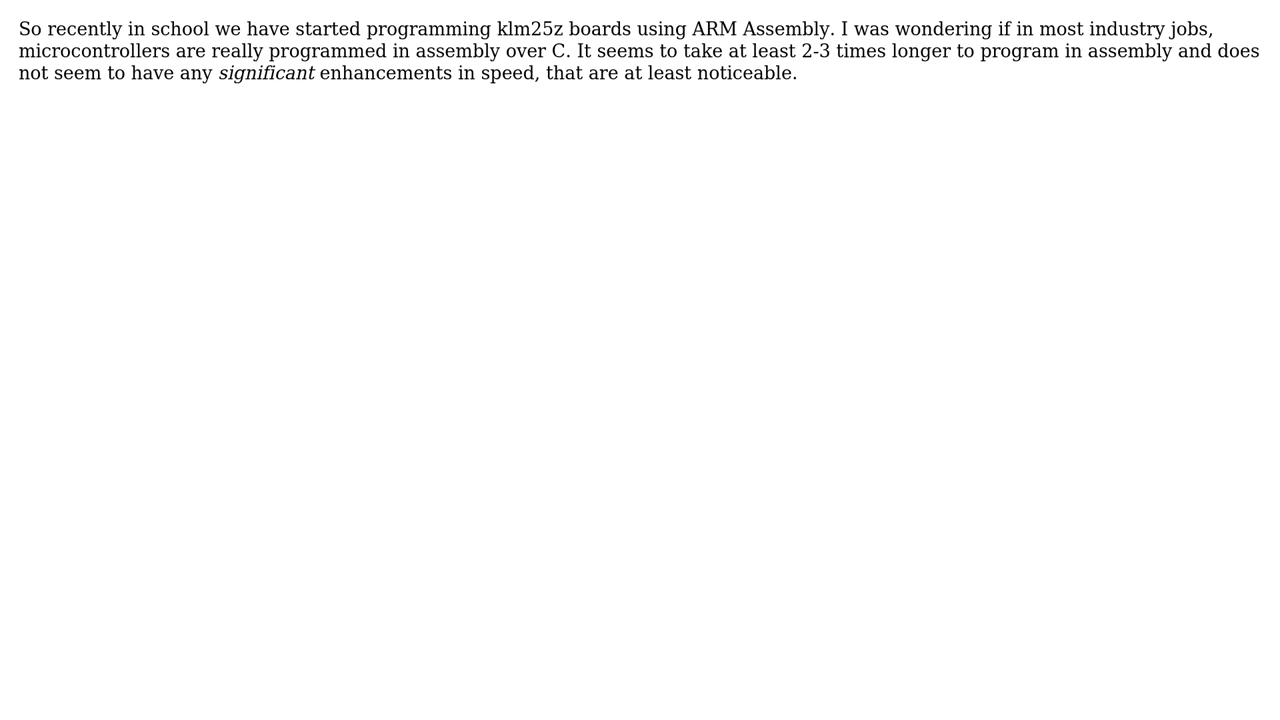 So recently in school we have started programming klm25z boards using ARM Assembly. I was wondering if in most industry jobs,
microcontrollers are really programmed in assembly over C. It seems to take at least 2-3 times longer to program in assembly and does
not seem to have any significant enhancements in speed, that are at least noticeable.